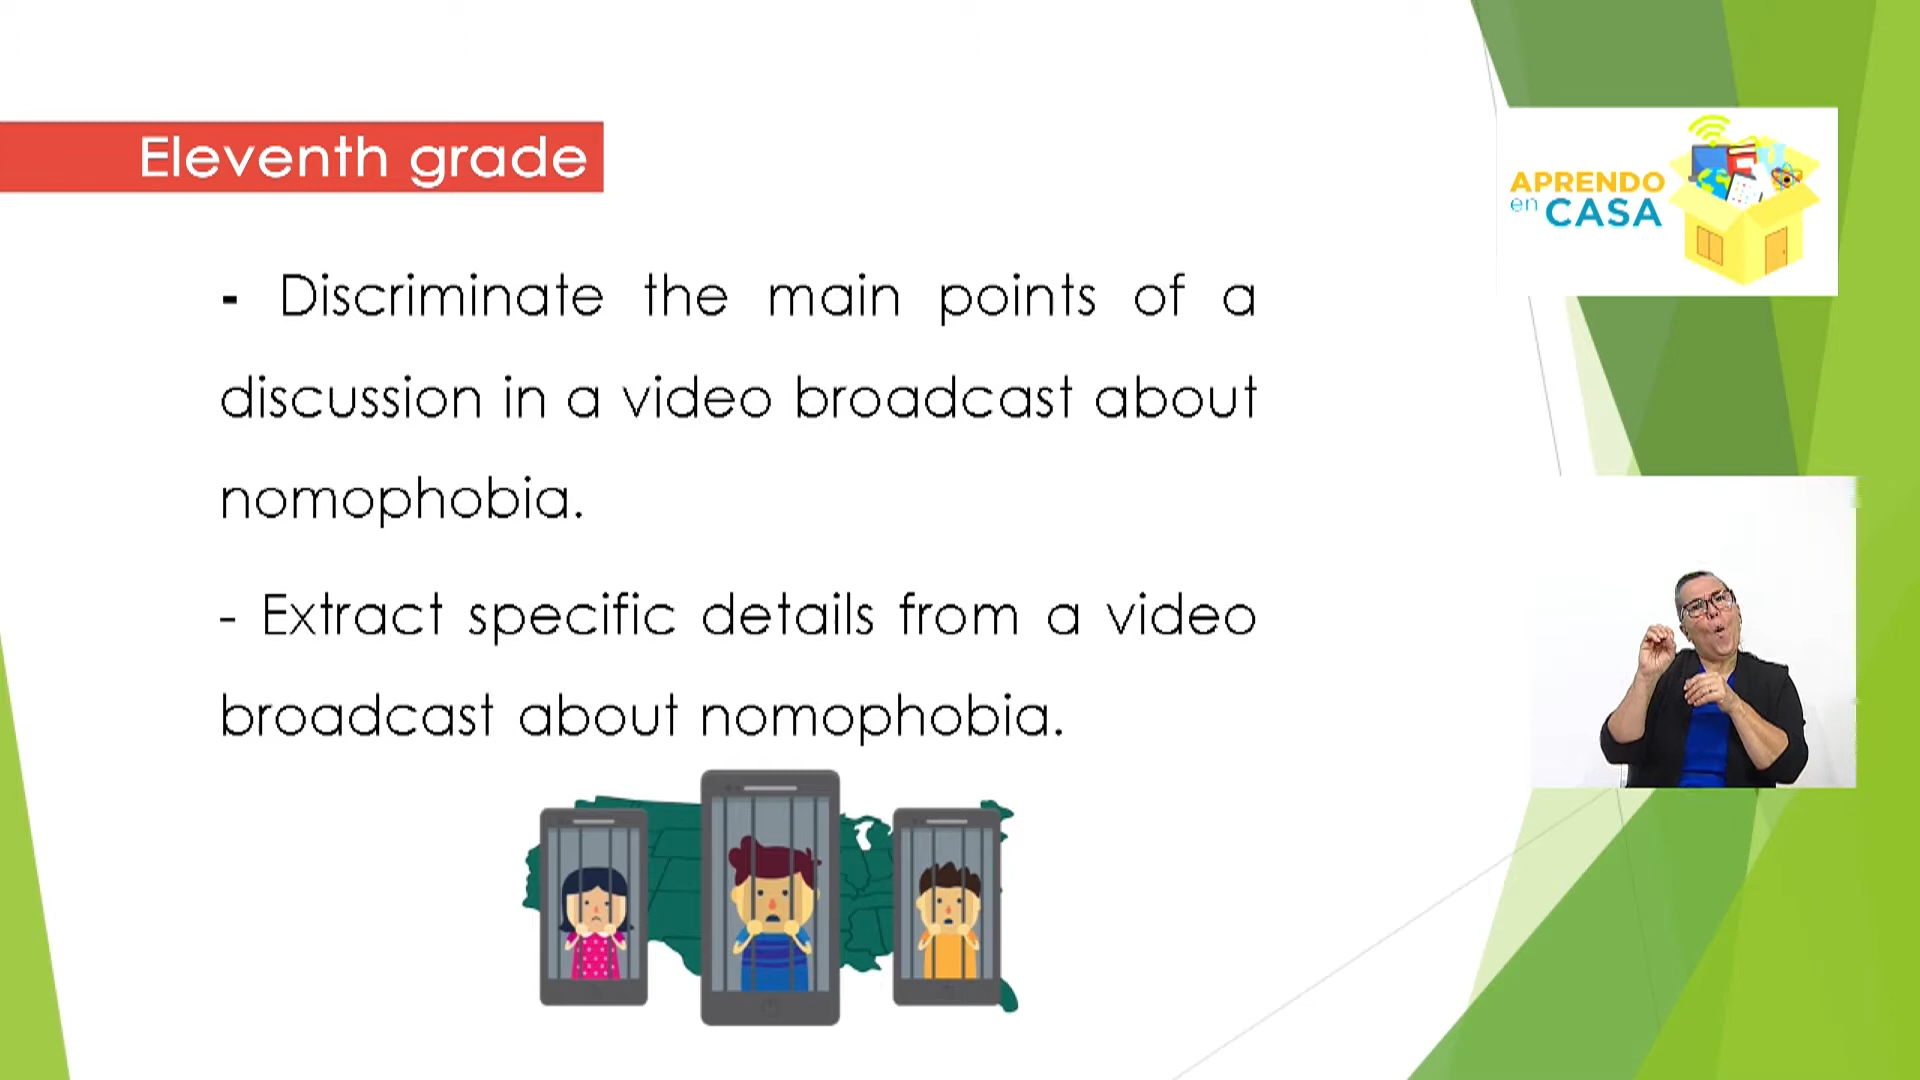 Eleventh grade
APRENDO
en CASA
- Discriminate the main points of a
discussion in a video broadcast about
nomophobia.
- Extract specific details from a video
broadcast about nomophobia.